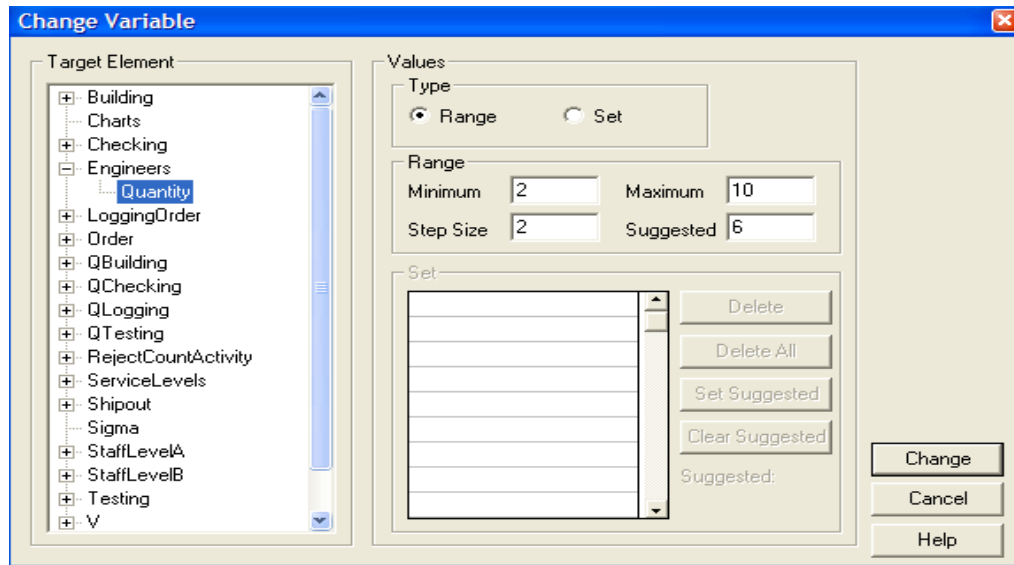 Change Variable
Target Element
Building
Charts
Checking
Engineers
Quantity
LoggingOrder
Order
QBuilding
QChecking
QLogging
QTesting
RejectCountActivity
ServiceLevels
Shipout
Sigma
StaffLevelA
StaffLevelB
Testing
V
Values
Type
Range
Set
Range
Minimum 2 Maximum 10
Step Size 2 Suggested 6
Set
Delete
Delete All
Set Suggested
Clear Suggested
Suggested:
Change
Cancel
Help